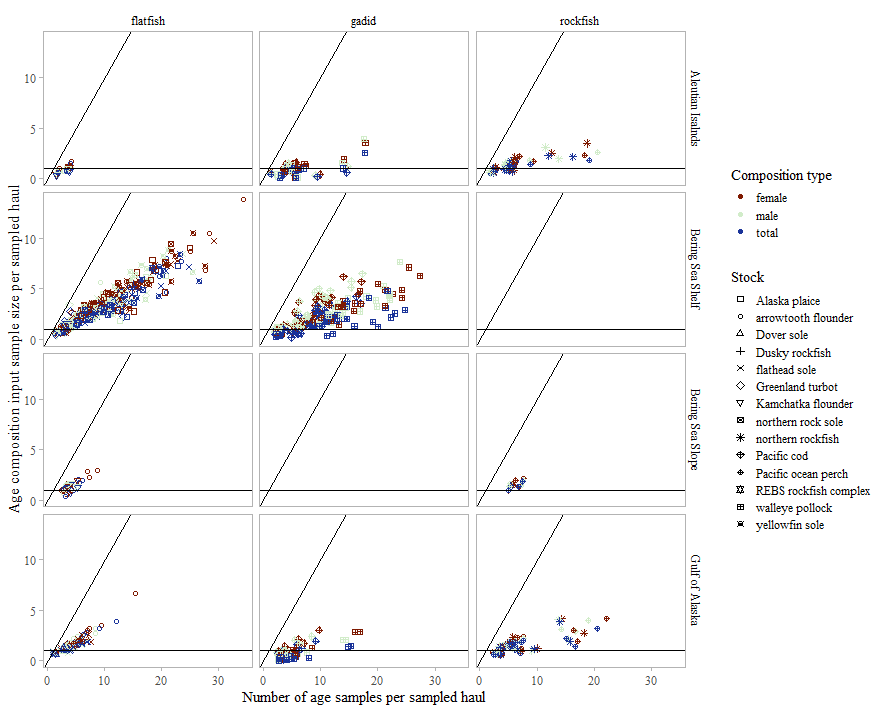 flatfish gadid rockfish
10
5
0
Aleutian Isalnds
10
5
0
Bering Sea Shelf
10
5
0
Bering Sea Slope
10
5
0
Gulf of Alaska
0 10 20 30 0 10 20 30 0 10 20 30
Number of age samples per sampled haul
Age composition input sample size per sampled haul
Composition type
female
male
total
Stock
Alaska plaice
arrowtooth flounder
Dover sole
Dusky rockfish
flathead sole
Greenland turbot
Kamchatka flounder
northern rock sole
northern rockfish
Pacific cod
Pacific ocean perch
REBS rockfish complex
walleye pollock
yellowfin sole